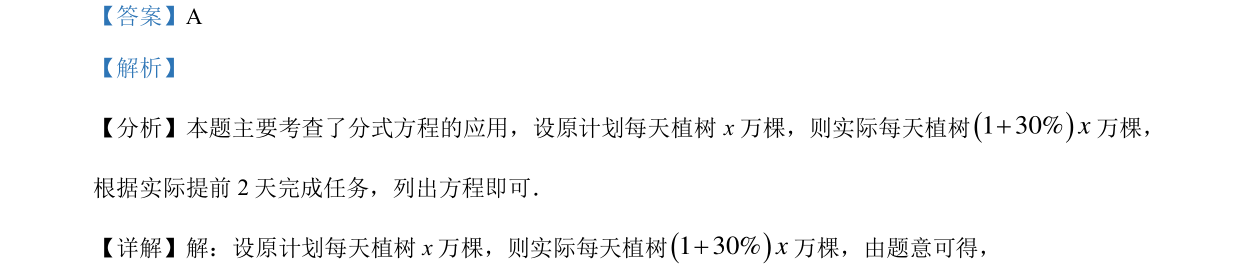 【答案】A
【解析】
【分析】本题主要考查了分式方程的应用，设原计划每天植树 x 万棵，则实际每天植树(1+30%)x 万棵，
根据实际提前 2 天完成任务，列出方程即可．
【详解】解：设原计划每天植树 x 万棵，则实际每天植树(1+30%)x 万棵，由题意可得，